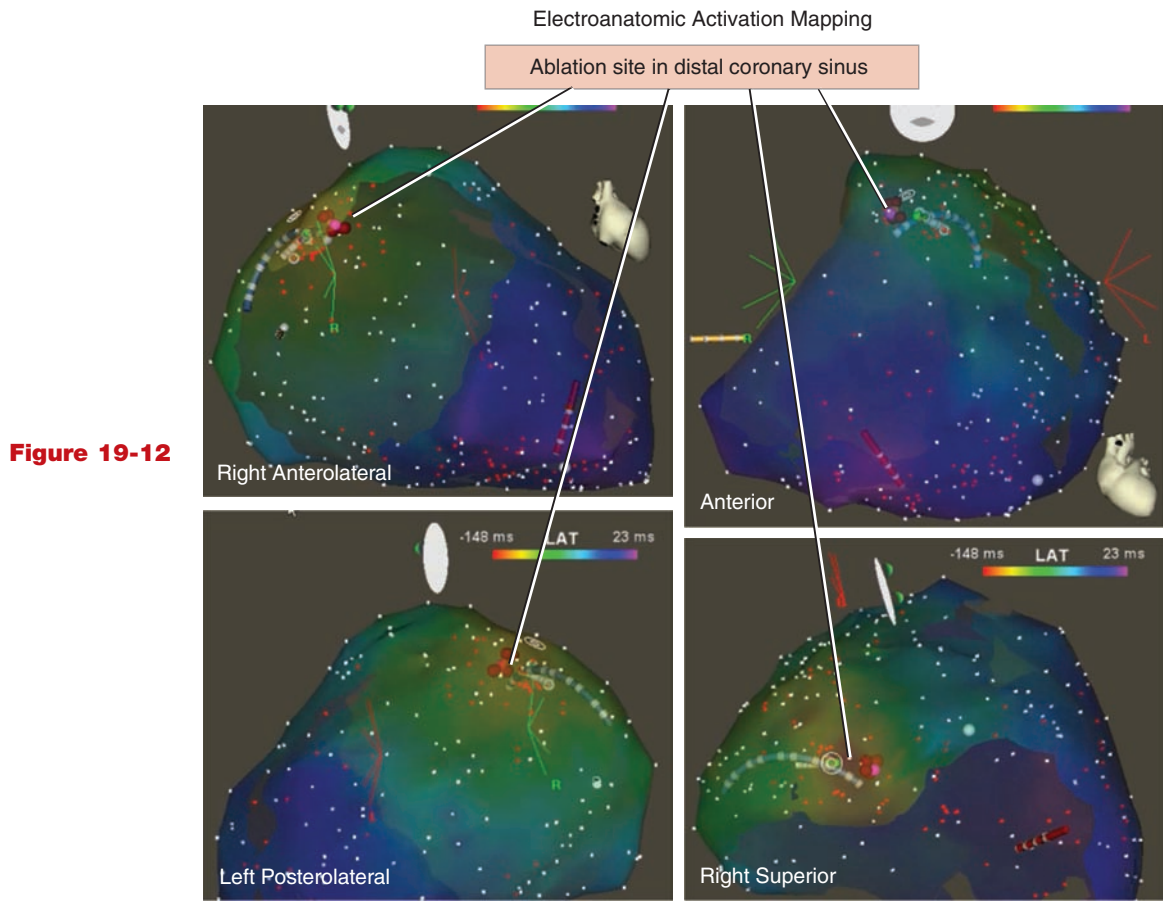 Electroanatomic Activation Mapping
Ablation site in distal coronary sinus
Figure 19-12
R
Right Anterolateral
R
L
Anterior
-148 ms LAT 23 ms
R
Left Posterolateral
-148 ms LAT 23 ms
Right Superior